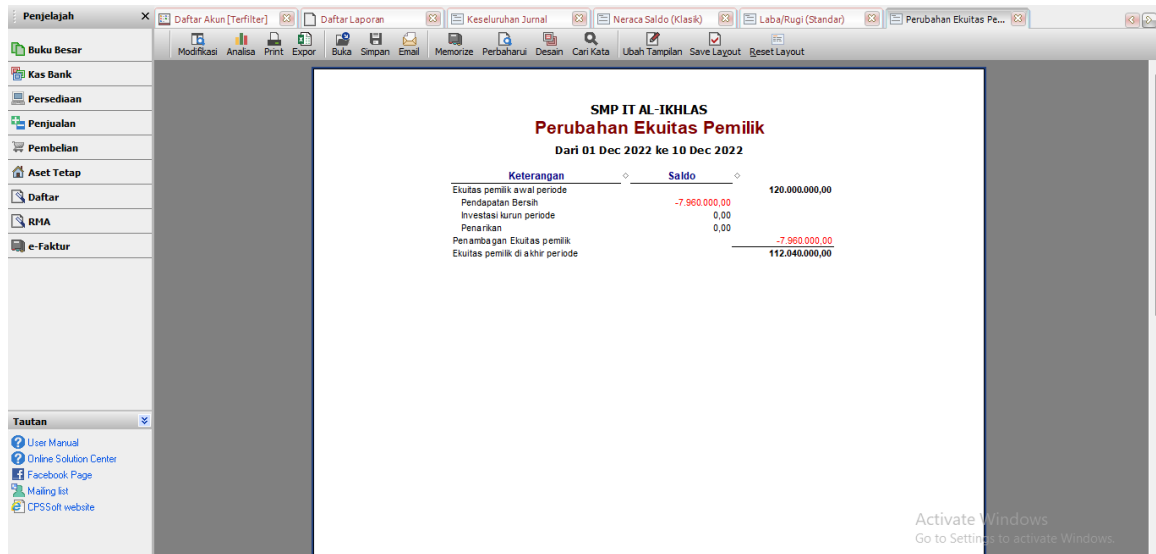 Penjelajah
Buku Besar
Kas Bank
Persediaan
Penjualan
Pembelian
Aset Tetap
Daftar
RMA
e-Faktur
Tautan
User Manual
Online Solution Center
Facebook Page
Mailing list
CPSSoft website
Daftar Akun [Terfilter] Daftar Laporan Keseluruhan Jurnal Neraca Saldo (Klasik) Laba/Rugi (Standar) Perubahan Ekuitas Pe...
Modifikasi Analisa Print Expor Buka Simpan Email Memorize Perbaharui Desain Cari Kata Ubah Tampilan Save Layout Reset Layout
SMP IT AL-IKHLAS
Perubahan Ekuitas Pemilik
Dari 01 Dec 2022 ke 10 Dec 2022
Keterangan Saldo
Ekuitas pemilik awal periode 120.000.000,00
Pendapatan Bersih -7.960.000,00
Investasi kurun periode 0,00
Penarikan 0,00
Penambagan Ekuitas pemilik -7.960.000,00
Ekuitas pemilik di akhir periode 112.040.000,00
Activate Windows
Go to Settings to activate Windows.